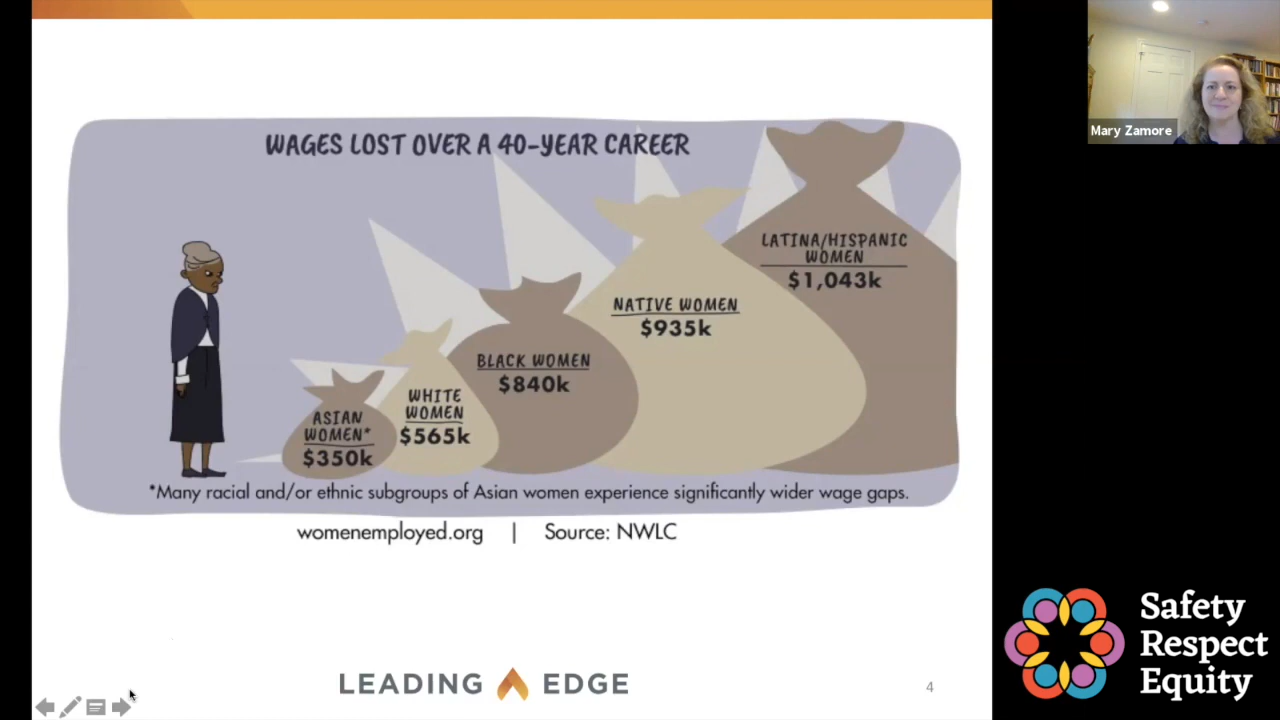 WAGES LOST OVER A 40-YEAR CAREER
ASIAN
WOMEN*
$350k
WHITE
WOMEN
$565k
BLACK WOMEN
$840k
NATIVE WOMEN
$935k
LATINA/HISPANIC
WOMEN
$1,043k
*Many racial and/or ethnic subgroups of Asian women experience significantly wider wage gaps.
womenemployed.org | Source: NWLC
LEADING EDGE
4
Mary Zamore
Safety
Respect
Equity